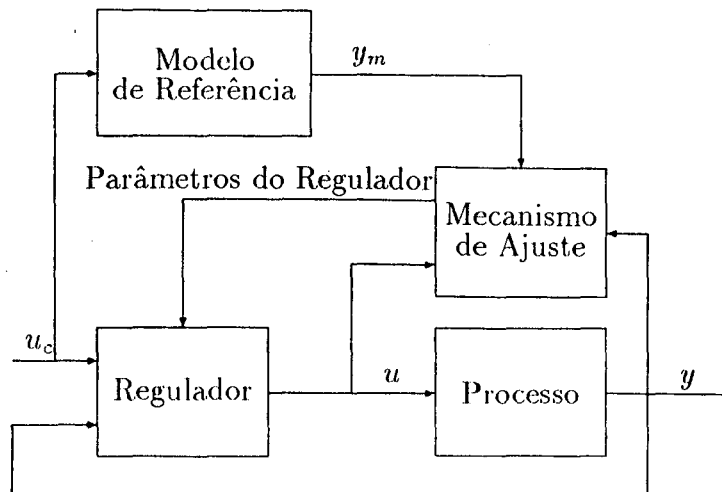 Modelo
de Referência
y_m
Parâmetros do Regulador
Mecanismo
de Ajuste
u_c
Regulador
u
Processo
y